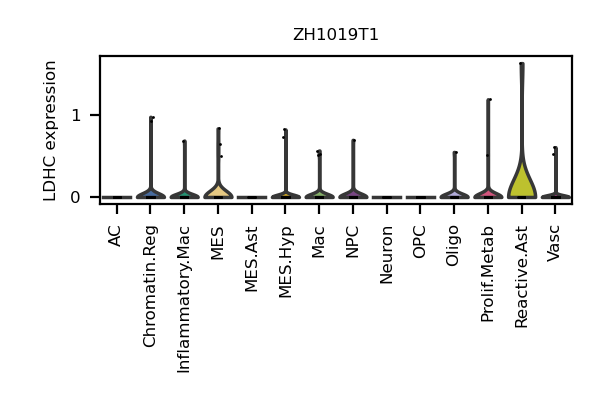 ZH1019T1
LDHC expression
1
0
AC
Chromatin.Reg
Inflammatory.Mac
MES
MES.Ast
MES.Hyp
Mac
NPC
Neuron
OPC
Oligo
Prolif.Metab
Reactive.Ast
Vasc